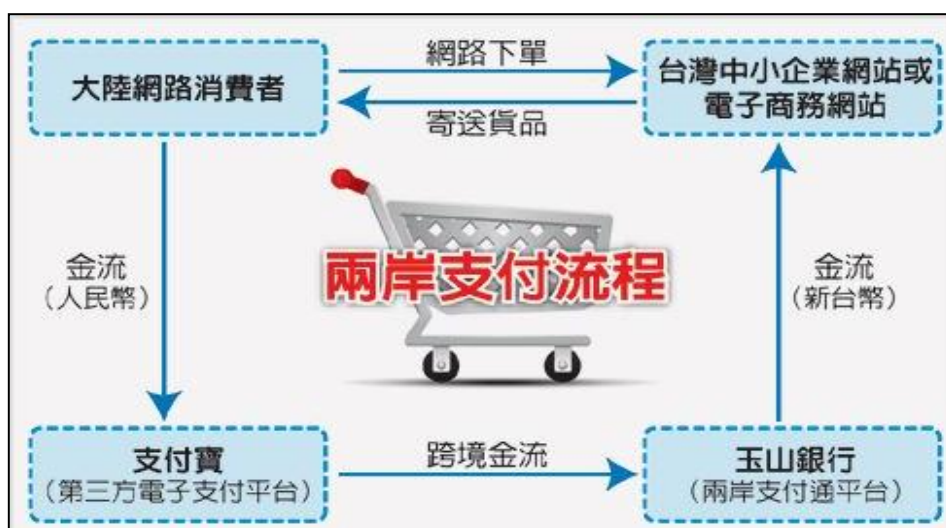 大陸網路消費者
網路下單
寄送貨品
台灣中小企業網站或
電子商務網站
兩岸支付流程
金流
（人民幣）
金流
（新台幣）
支付寶
（第三方電子支付平台）
跨境金流
玉山銀行
（兩岸支付通平台）